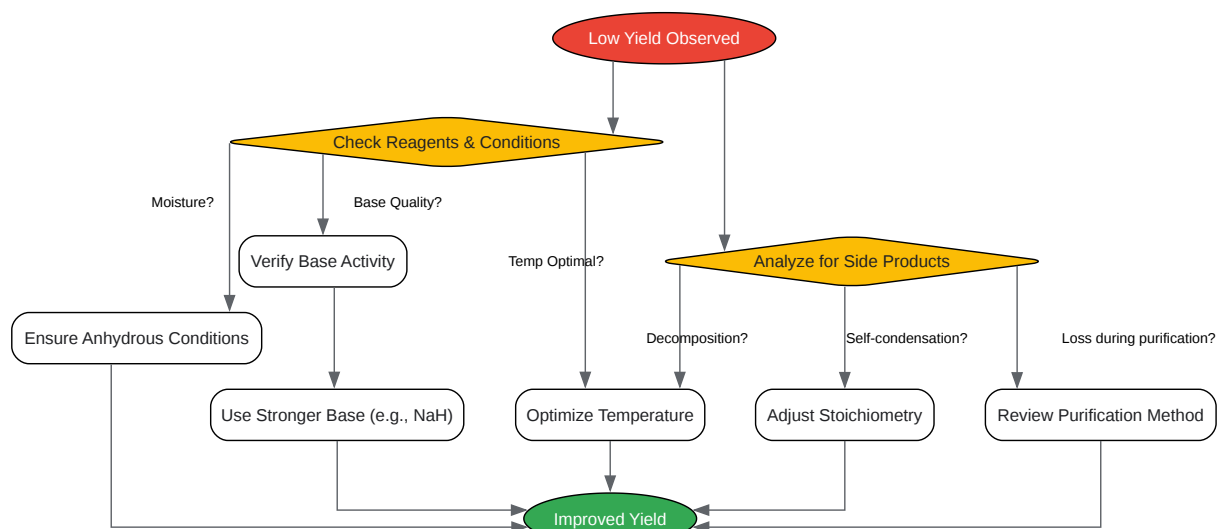 Low Yield Observed
Check Reagents & Conditions
Moisture?
Base Quality?
Verify Base Activity
Temp Optimal?
Analyze for Side Products
Ensure Anhydrous Conditions
Decomposition?
Self-condensation?
Loss during purification?
Use Stronger Base (e.g., NaH)
Optimize Temperature
Adjust Stoichiometry
Review Purification Method
Improved Yield